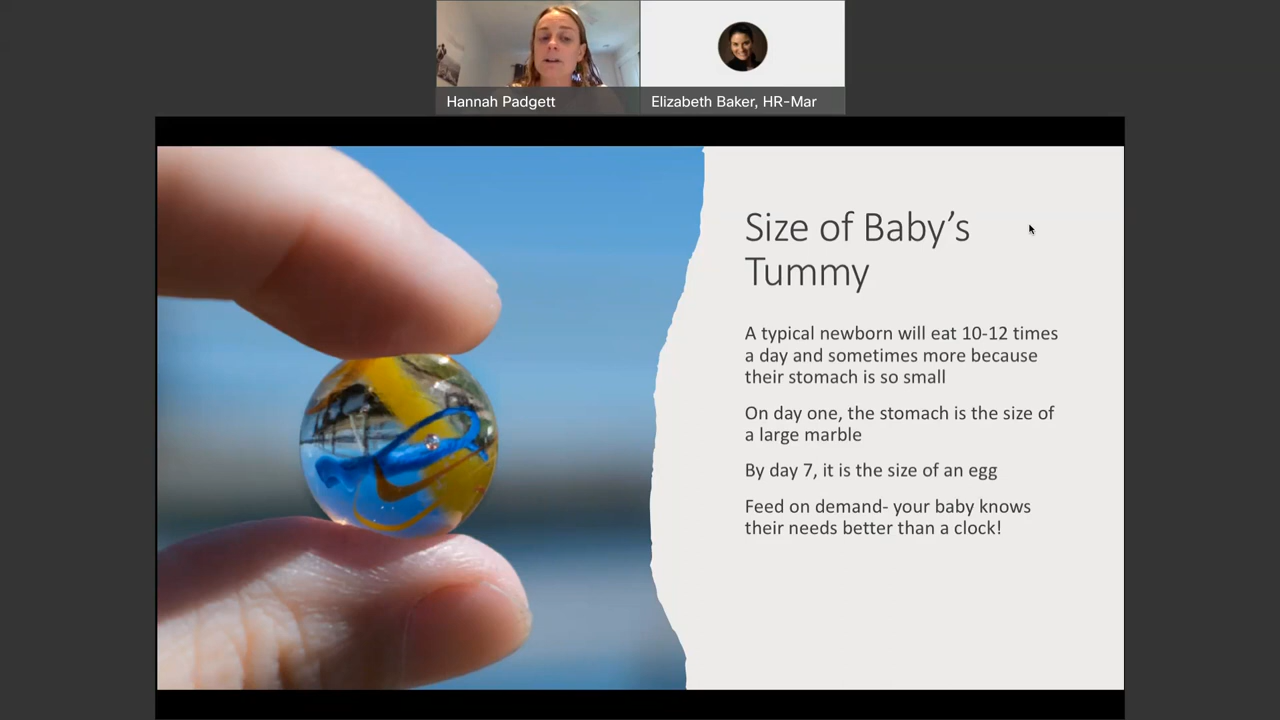 Hannah Padgett
Elizabeth Baker, HR-Mar
Size of Baby’s
Tummy
A typical newborn will eat 10-12 times
a day and sometimes more because
their stomach is so small
On day one, the stomach is the size of
a large marble
By day 7, it is the size of an egg
Feed on demand- your baby knows
their needs better than a clock!